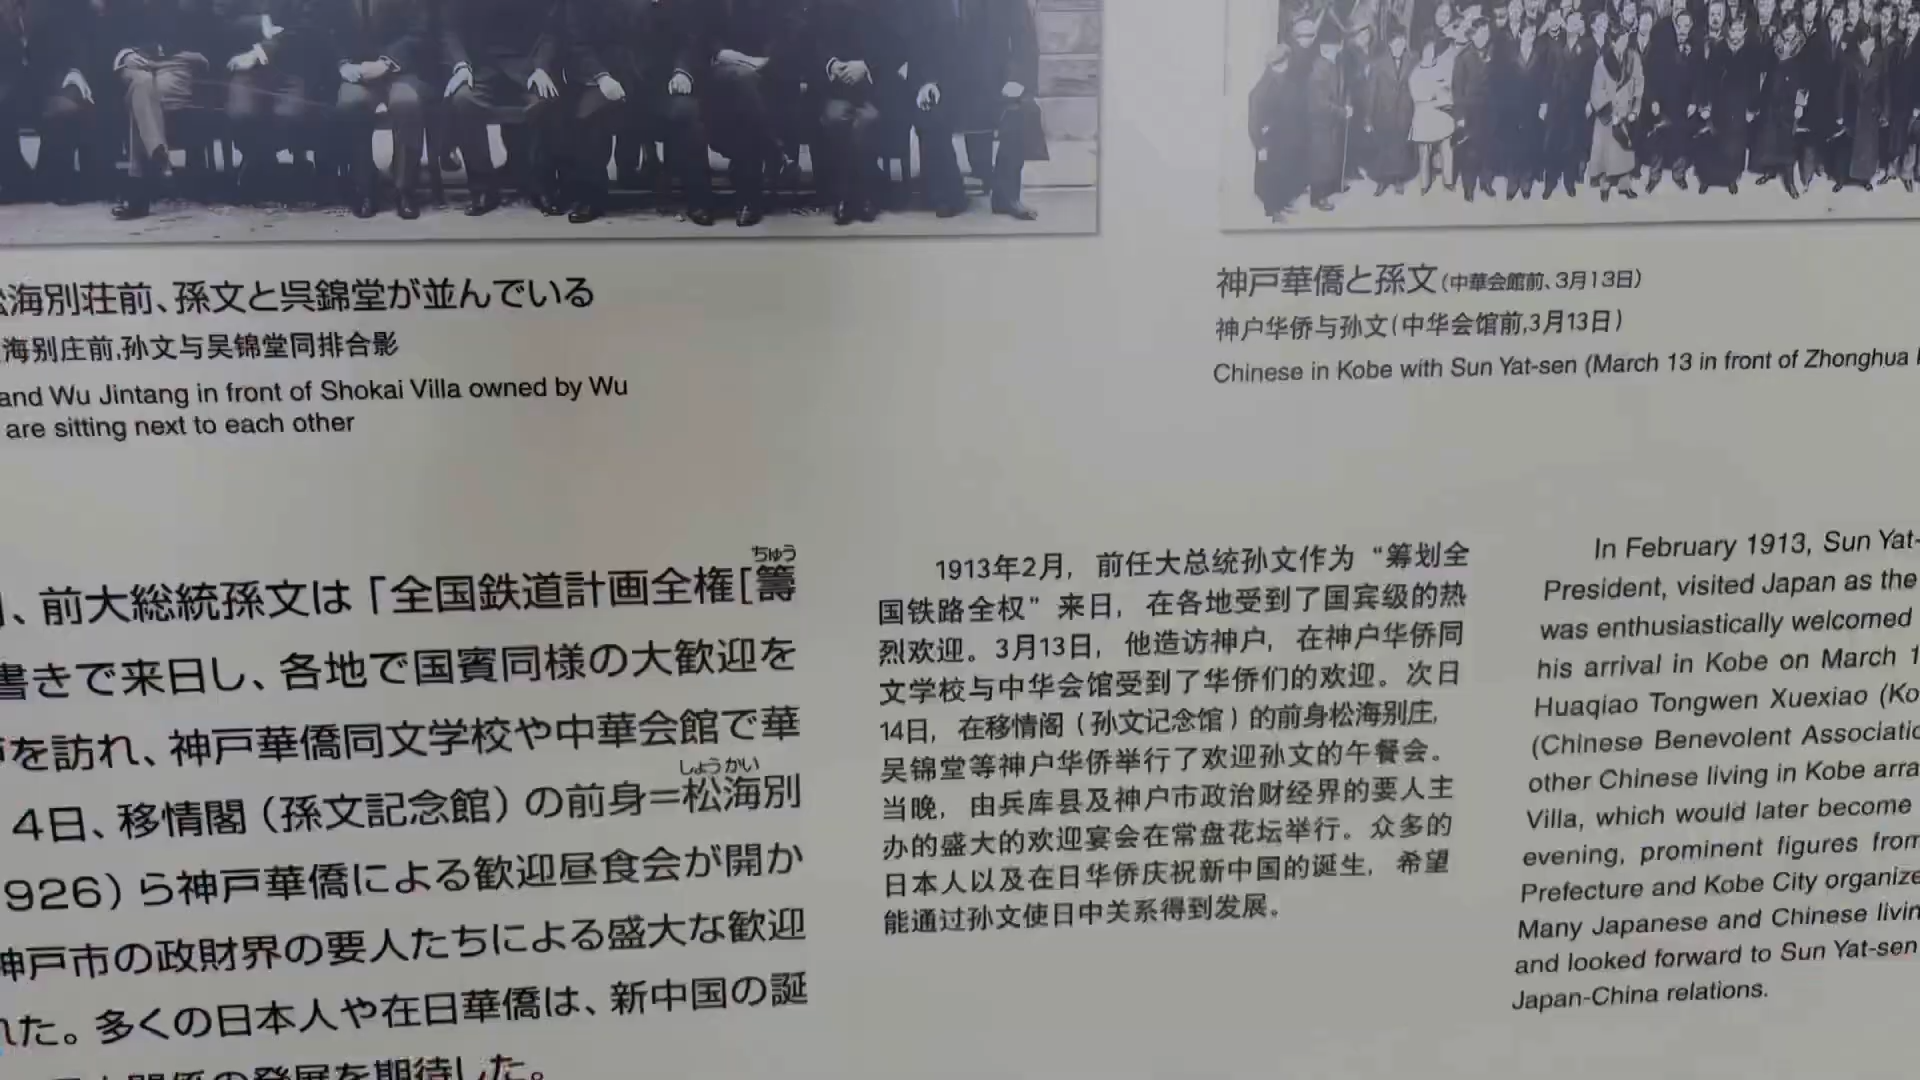 海別荘前、孫文と呉錦堂が並んでいる
海别庄前,孙文与吴锦堂同排合影
and Wu Jintang in front of Shokai Villa owned by Wu
are sitting next to each other
神戸華僑と孫文(中華会館前、3月13日)
神户华侨与孙文(中华会馆前,3月13日)
Chinese in Kobe with Sun Yat-sen (March 13 in front of Zhonghua
ちゅう
、前大総統孫文は「全国鉄道計画全権[籌
書きで来日し、各地で国賓同様の大歓迎を
を訪れ、神戸華僑同文学校や中華会館で華
しょうかい
4日、移情閣(孫文記念館)の前身=松海別
926)ら神戸華僑による歓迎昼食会が開か
神戸市の政財界の要人たちによる盛大な歓迎
れた。多くの日本人や在日華僑は、新中国の誕
関係の発展を期待した。
1913年2月, 前任大总统孙文作为“筹划全
国铁路全权”来日, 在各地受到了国宾级的热
烈欢迎。3月13日, 他造访神户, 在神户华侨同
文学校与中华会馆受到了华侨们的欢迎。次日
14日, 在移情阁(孙文记念馆)的前身松海别庄,
吴锦堂等神户华侨举行了欢迎孙文的午餐会。
当晚, 由兵库县及神户市政治财经界的要人主
办的盛大的欢迎宴会在常盘花坛举行。众多的
日本人以及在日华侨庆祝新中国的诞生, 希望
能通过孙文使日中关系得到发展。
In February 1913, Sun Yat-
President, visited Japan as the
was enthusiastically welcomed
his arrival in Kobe on March 1
Huaqiao Tongwen Xuexiao (Ko
(Chinese Benevolent Associatio
other Chinese living in Kobe arra
Villa, which would later become
evening, prominent figures from
Prefecture and Kobe City organize
Many Japanese and Chinese livin
and looked forward to Sun Yat-sen
Japan-China relations.